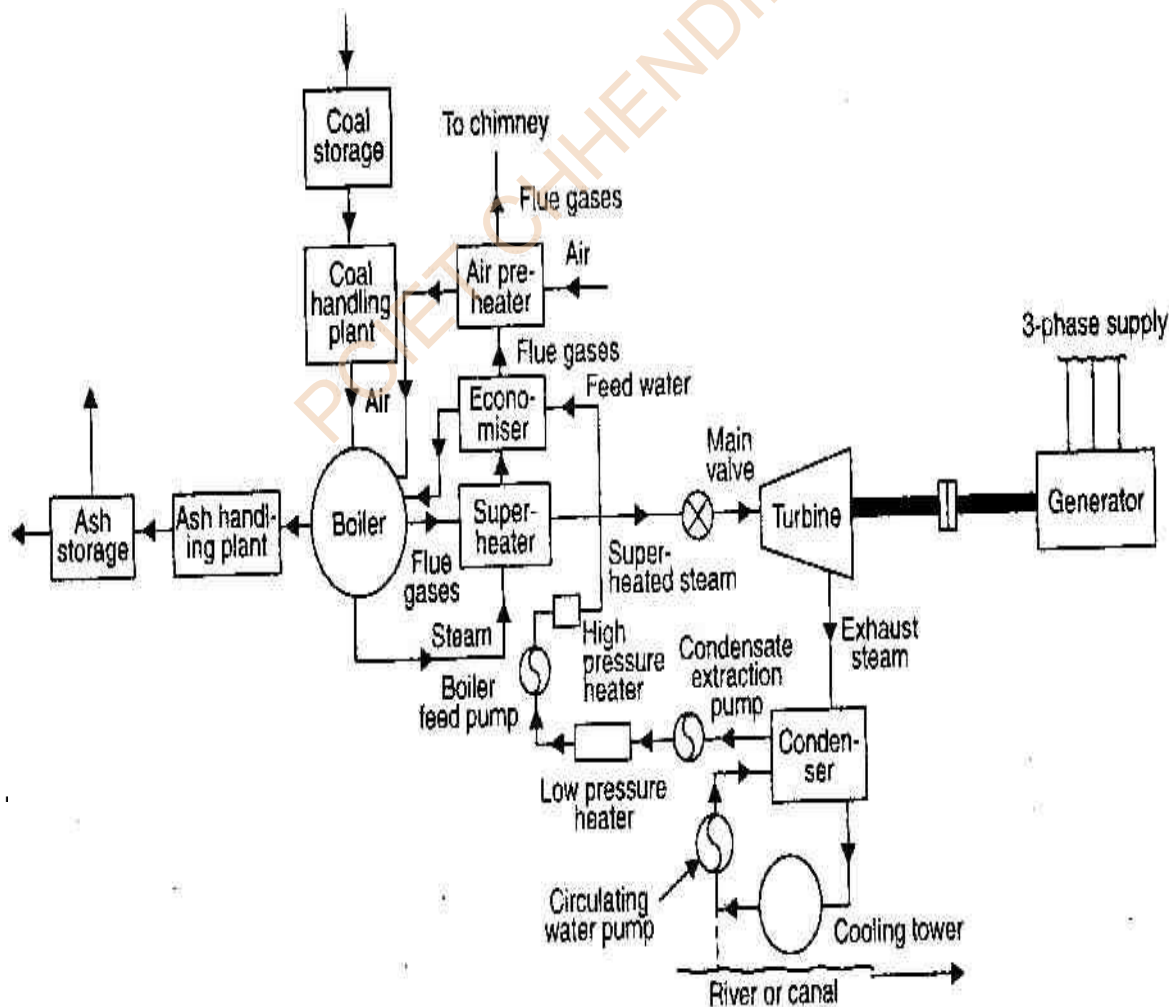 Coal
storage
To chimney
Flue gases
Coal
handling
plant
Air pre-
heater
Air
3-phase supply
Flue gases
Feed water
Air
Econo-
miser
Main
valve
Ash
storage
Ash handl-
ing plant
Boiler
Super-
heater
Turbine
Generator
Flue
gases
Super-
heated steam
Steam
High
pressure
heater
Exhaust
steam
Boiler
feed pump
Condensate
extraction
pump
Conden-
ser
Low pressure
heater
Circulating
water pump
Cooling tower
River or canal
PCIET CHHENDI